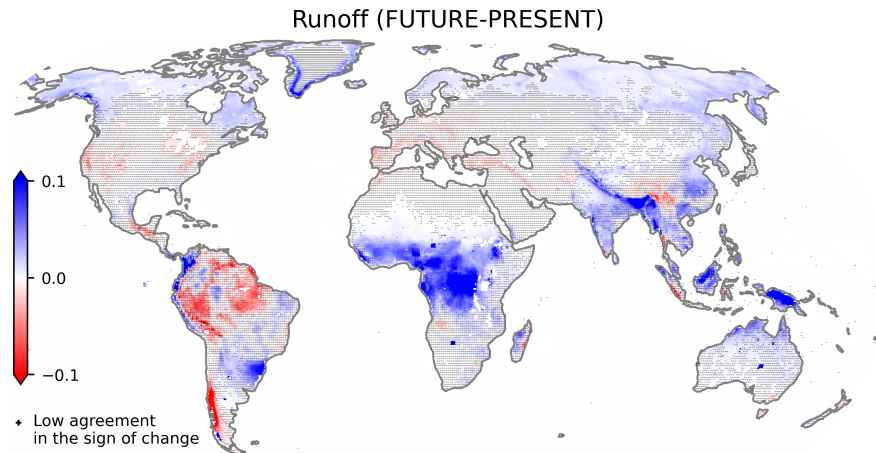 Runoff (FUTURE-PRESENT)
0.1
0.0
−0.1
Low agreement
in the sign of change